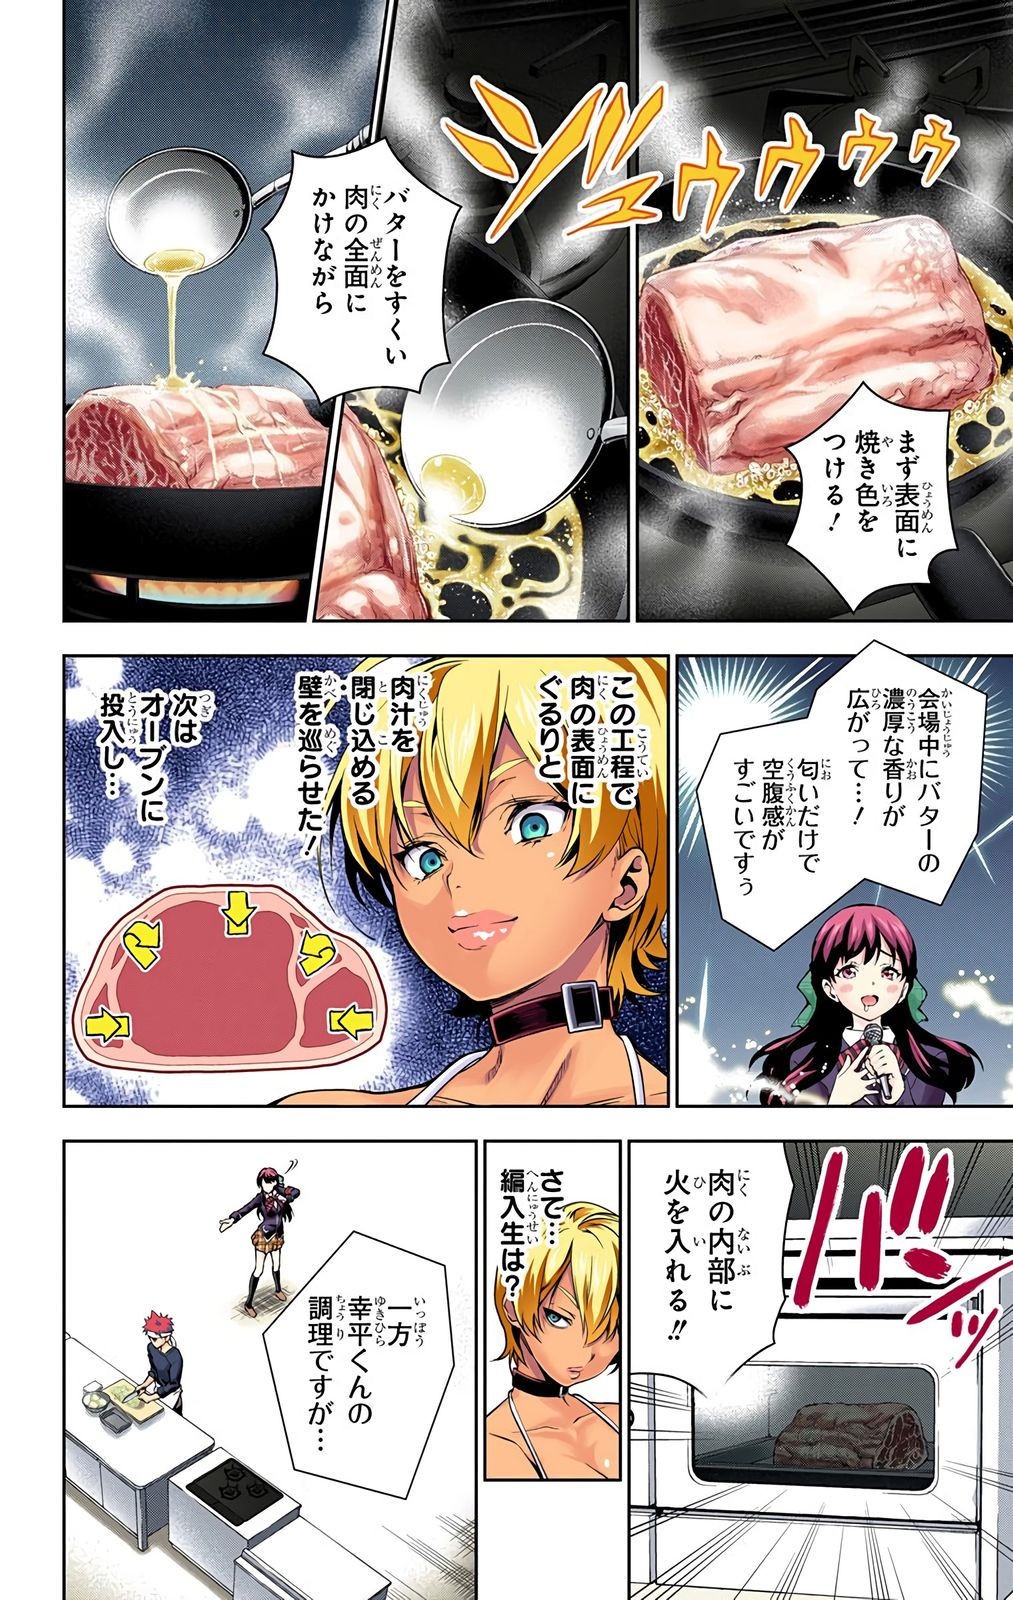 ジュウウウゥ
まず表面に
焼き色を
つける!
バターをすくい
肉の全面に
かけながら
会場中にバターの
濃厚な香りが
広がって…!
匂いだけで
空腹感が
すごいですぅ
この工程で
肉の表面に
ぐるりと
肉汁を
閉じ込める
壁を巡らせた!
次は
オーブンに
投入し…
バンッ
肉の内部に
火を入れる!!
さて…
編入生は?
一方
幸平くんの
調理ですが…